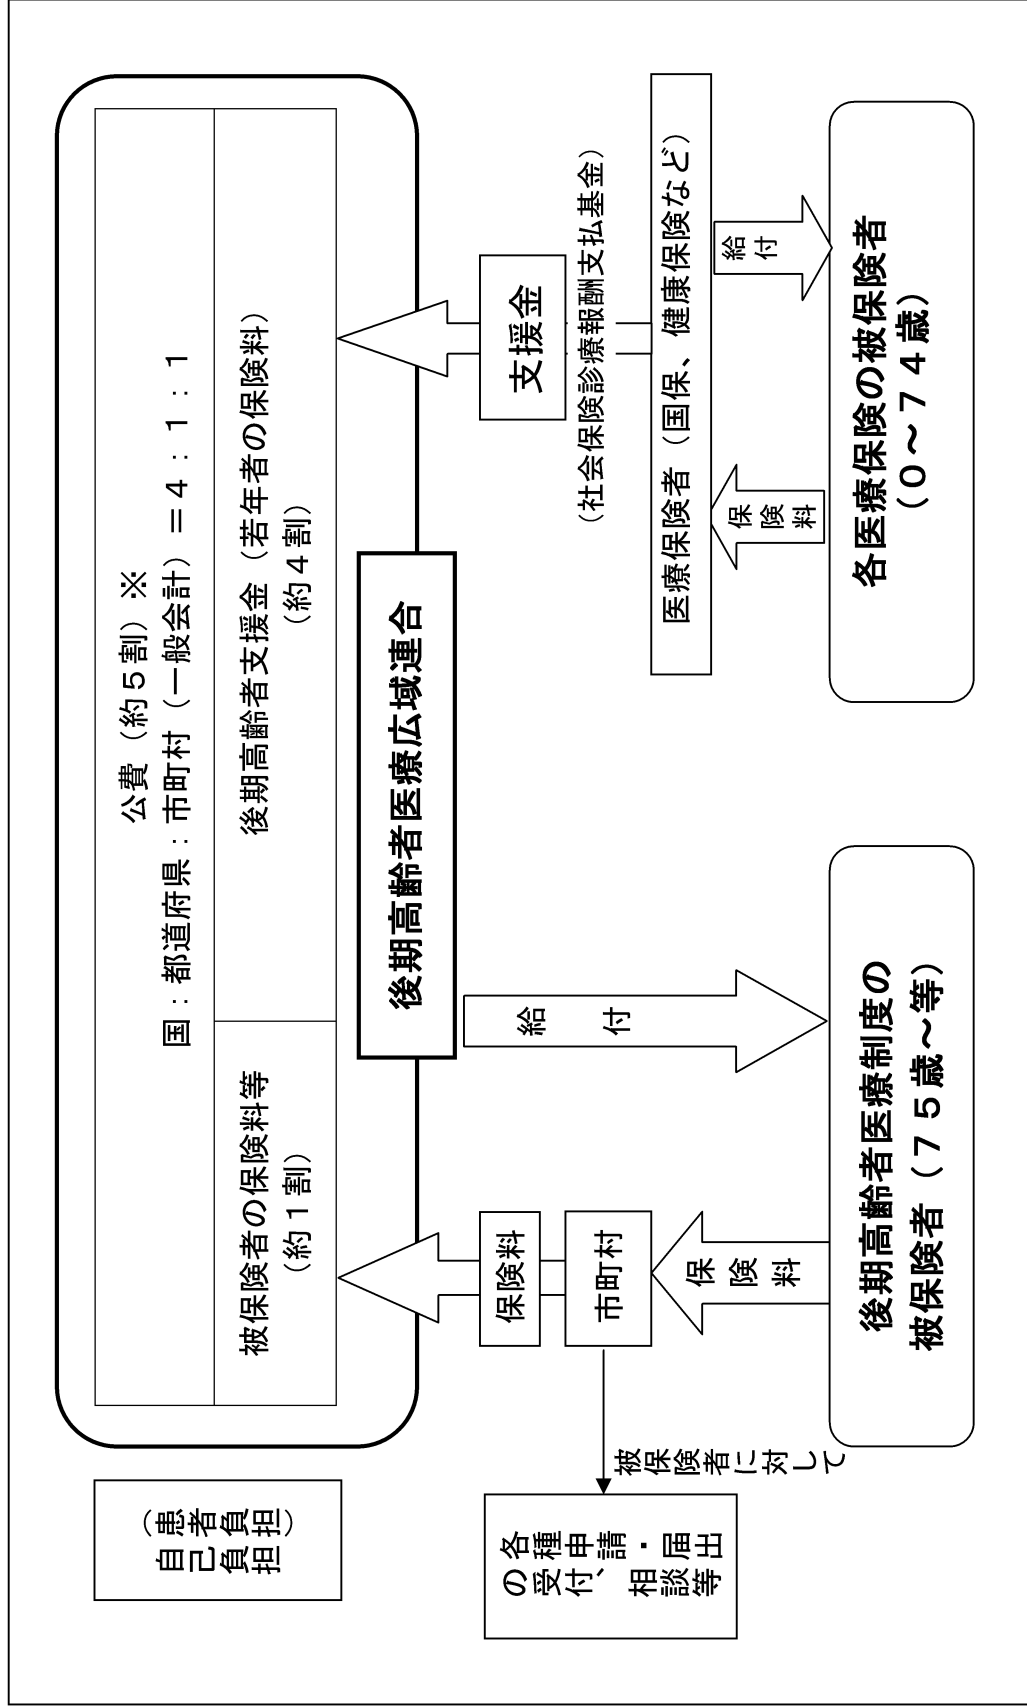 (患者負担)
自己負担
公費(約5割)※
国:都道府県:市町村(一般会計)=4:1:1
被保険者の保険料等
(約1割)
後期高齢者支援金(若年者の保険料)
(約4割)
後期高齢者医療広域連合
保険料
市町村
保険料
給付
支援金
(社会保険診療報酬支払基金)
医療保険者(国保、健康保険など)
保険料
給付
被保険者に対して
の各種申請・届出
受付、相談等
後期高齢者医療制度の
被保険者(75歳~等)
各医療保険の被保険者
(0~74歳)